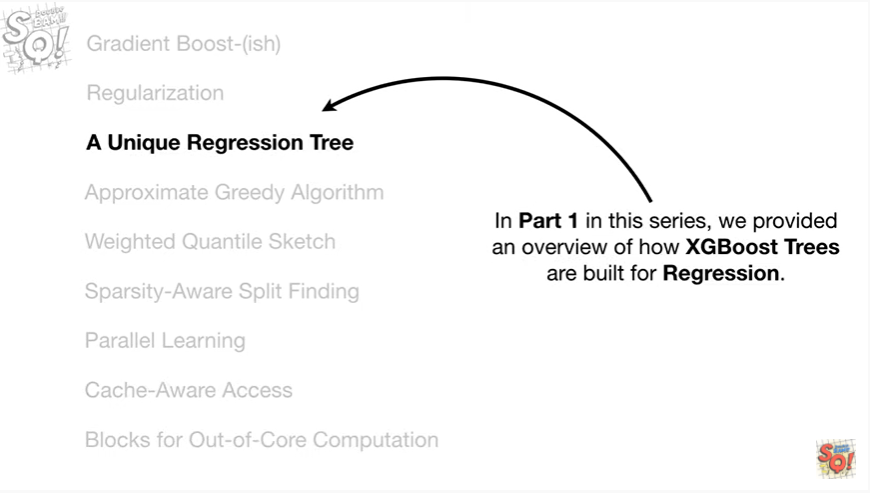 Gradient Boost-(ish)
Regularization
A Unique Regression Tree
Approximate Greedy Algorithm
Weighted Quantile Sketch
Sparsity-Aware Split Finding
Parallel Learning
Cache-Aware Access
Blocks for Out-of-Core Computation
In Part 1 in this series, we provided
an overview of how XGBoost Trees
are built for Regression.
SQ!
SQ!